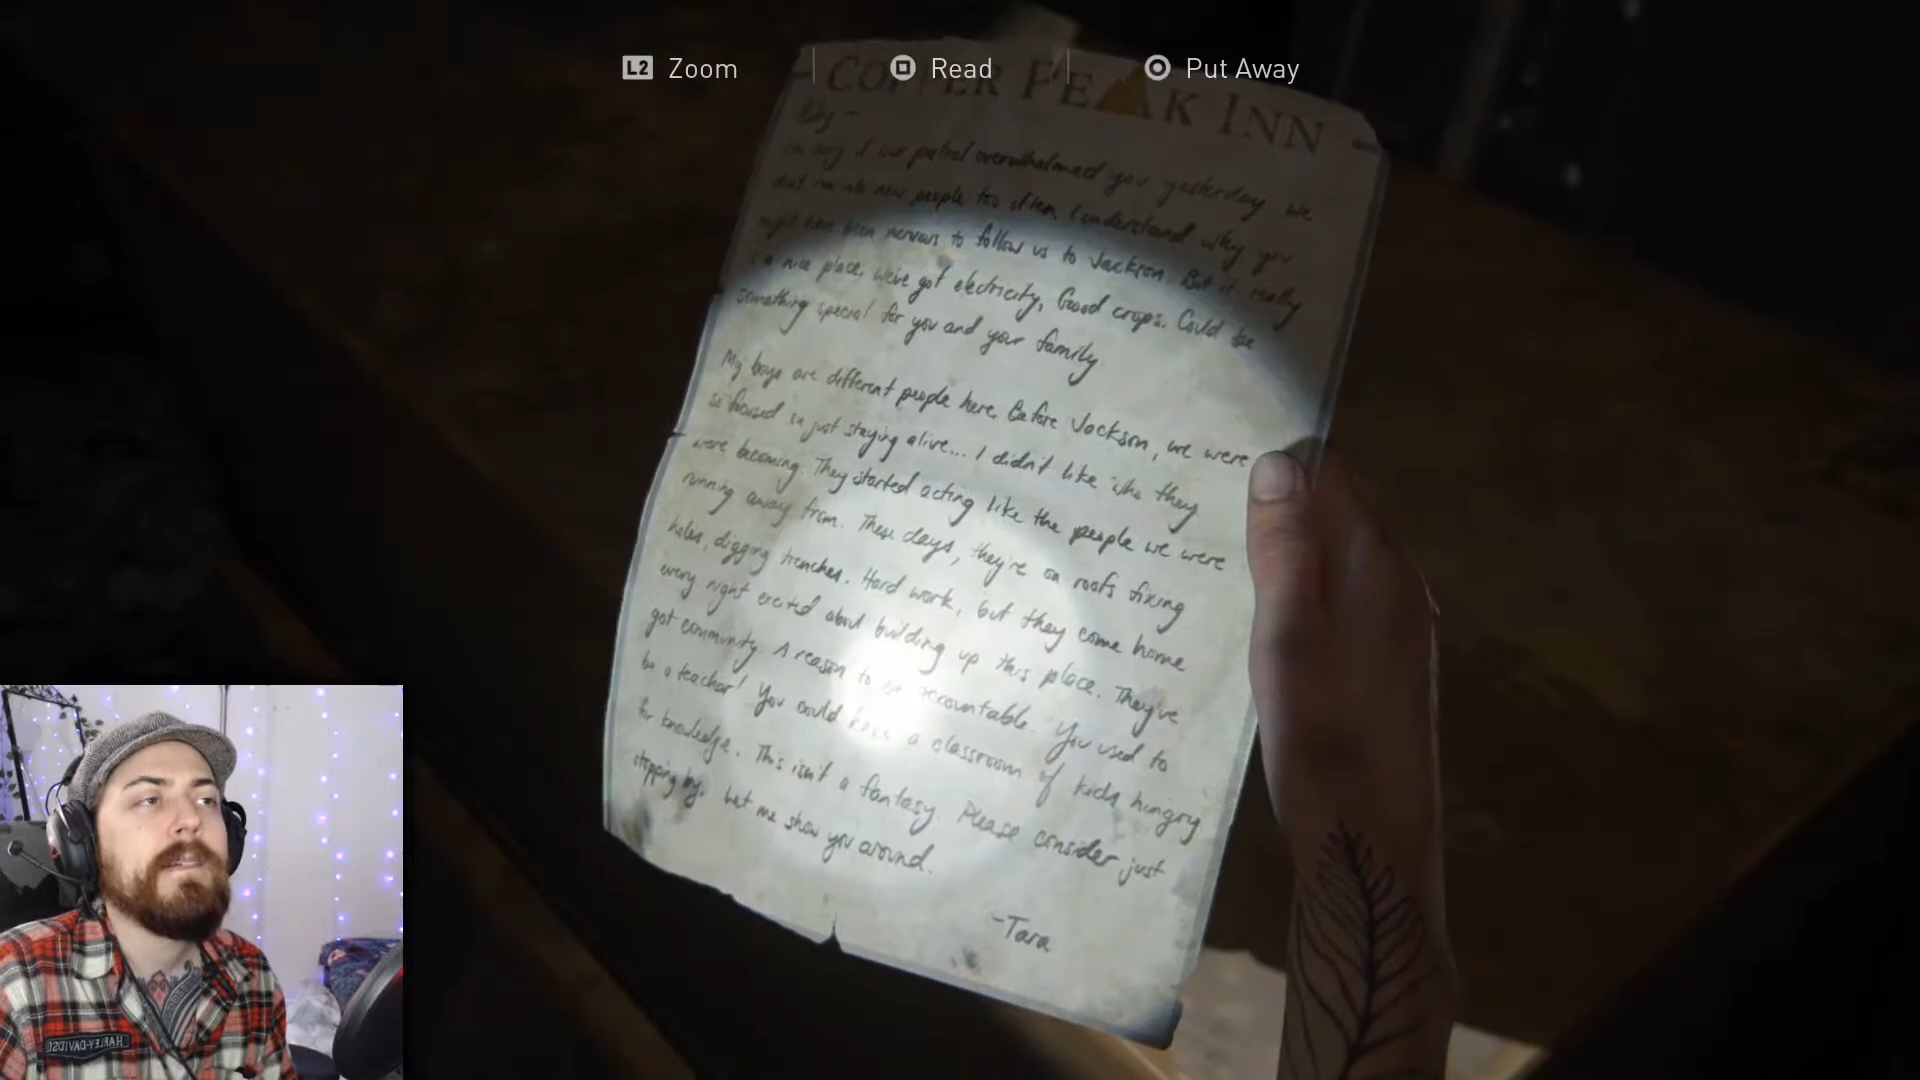 L2 Zoom
Read
Put Away
COPPER PEAK INN
if our patrol overwhelmed you yesterday. We
don't run into new people too often. I understand why you
might have been nervous to follow us to Jackson. But it really
is a nice place. We've got electricity. Good crops. Could be
something special for you and your family.
My boys are different people here. Before Jackson, we were
so focused on just staying alive... I didn't like who they
were becoming. They started acting like the people we were
running away from. These days, they're on roofs fixing
holes, digging trenches. Hard work, but they come home
every night excited about building up this place. They've
got community. A reason to be accountable. You used to
be a teacher! You could have a classroom of kids hungry
for knowledge. This isn't a fantasy. Please consider just
stopping by. Let me show you around.
-Tara
HARLEY-DAVIDSO